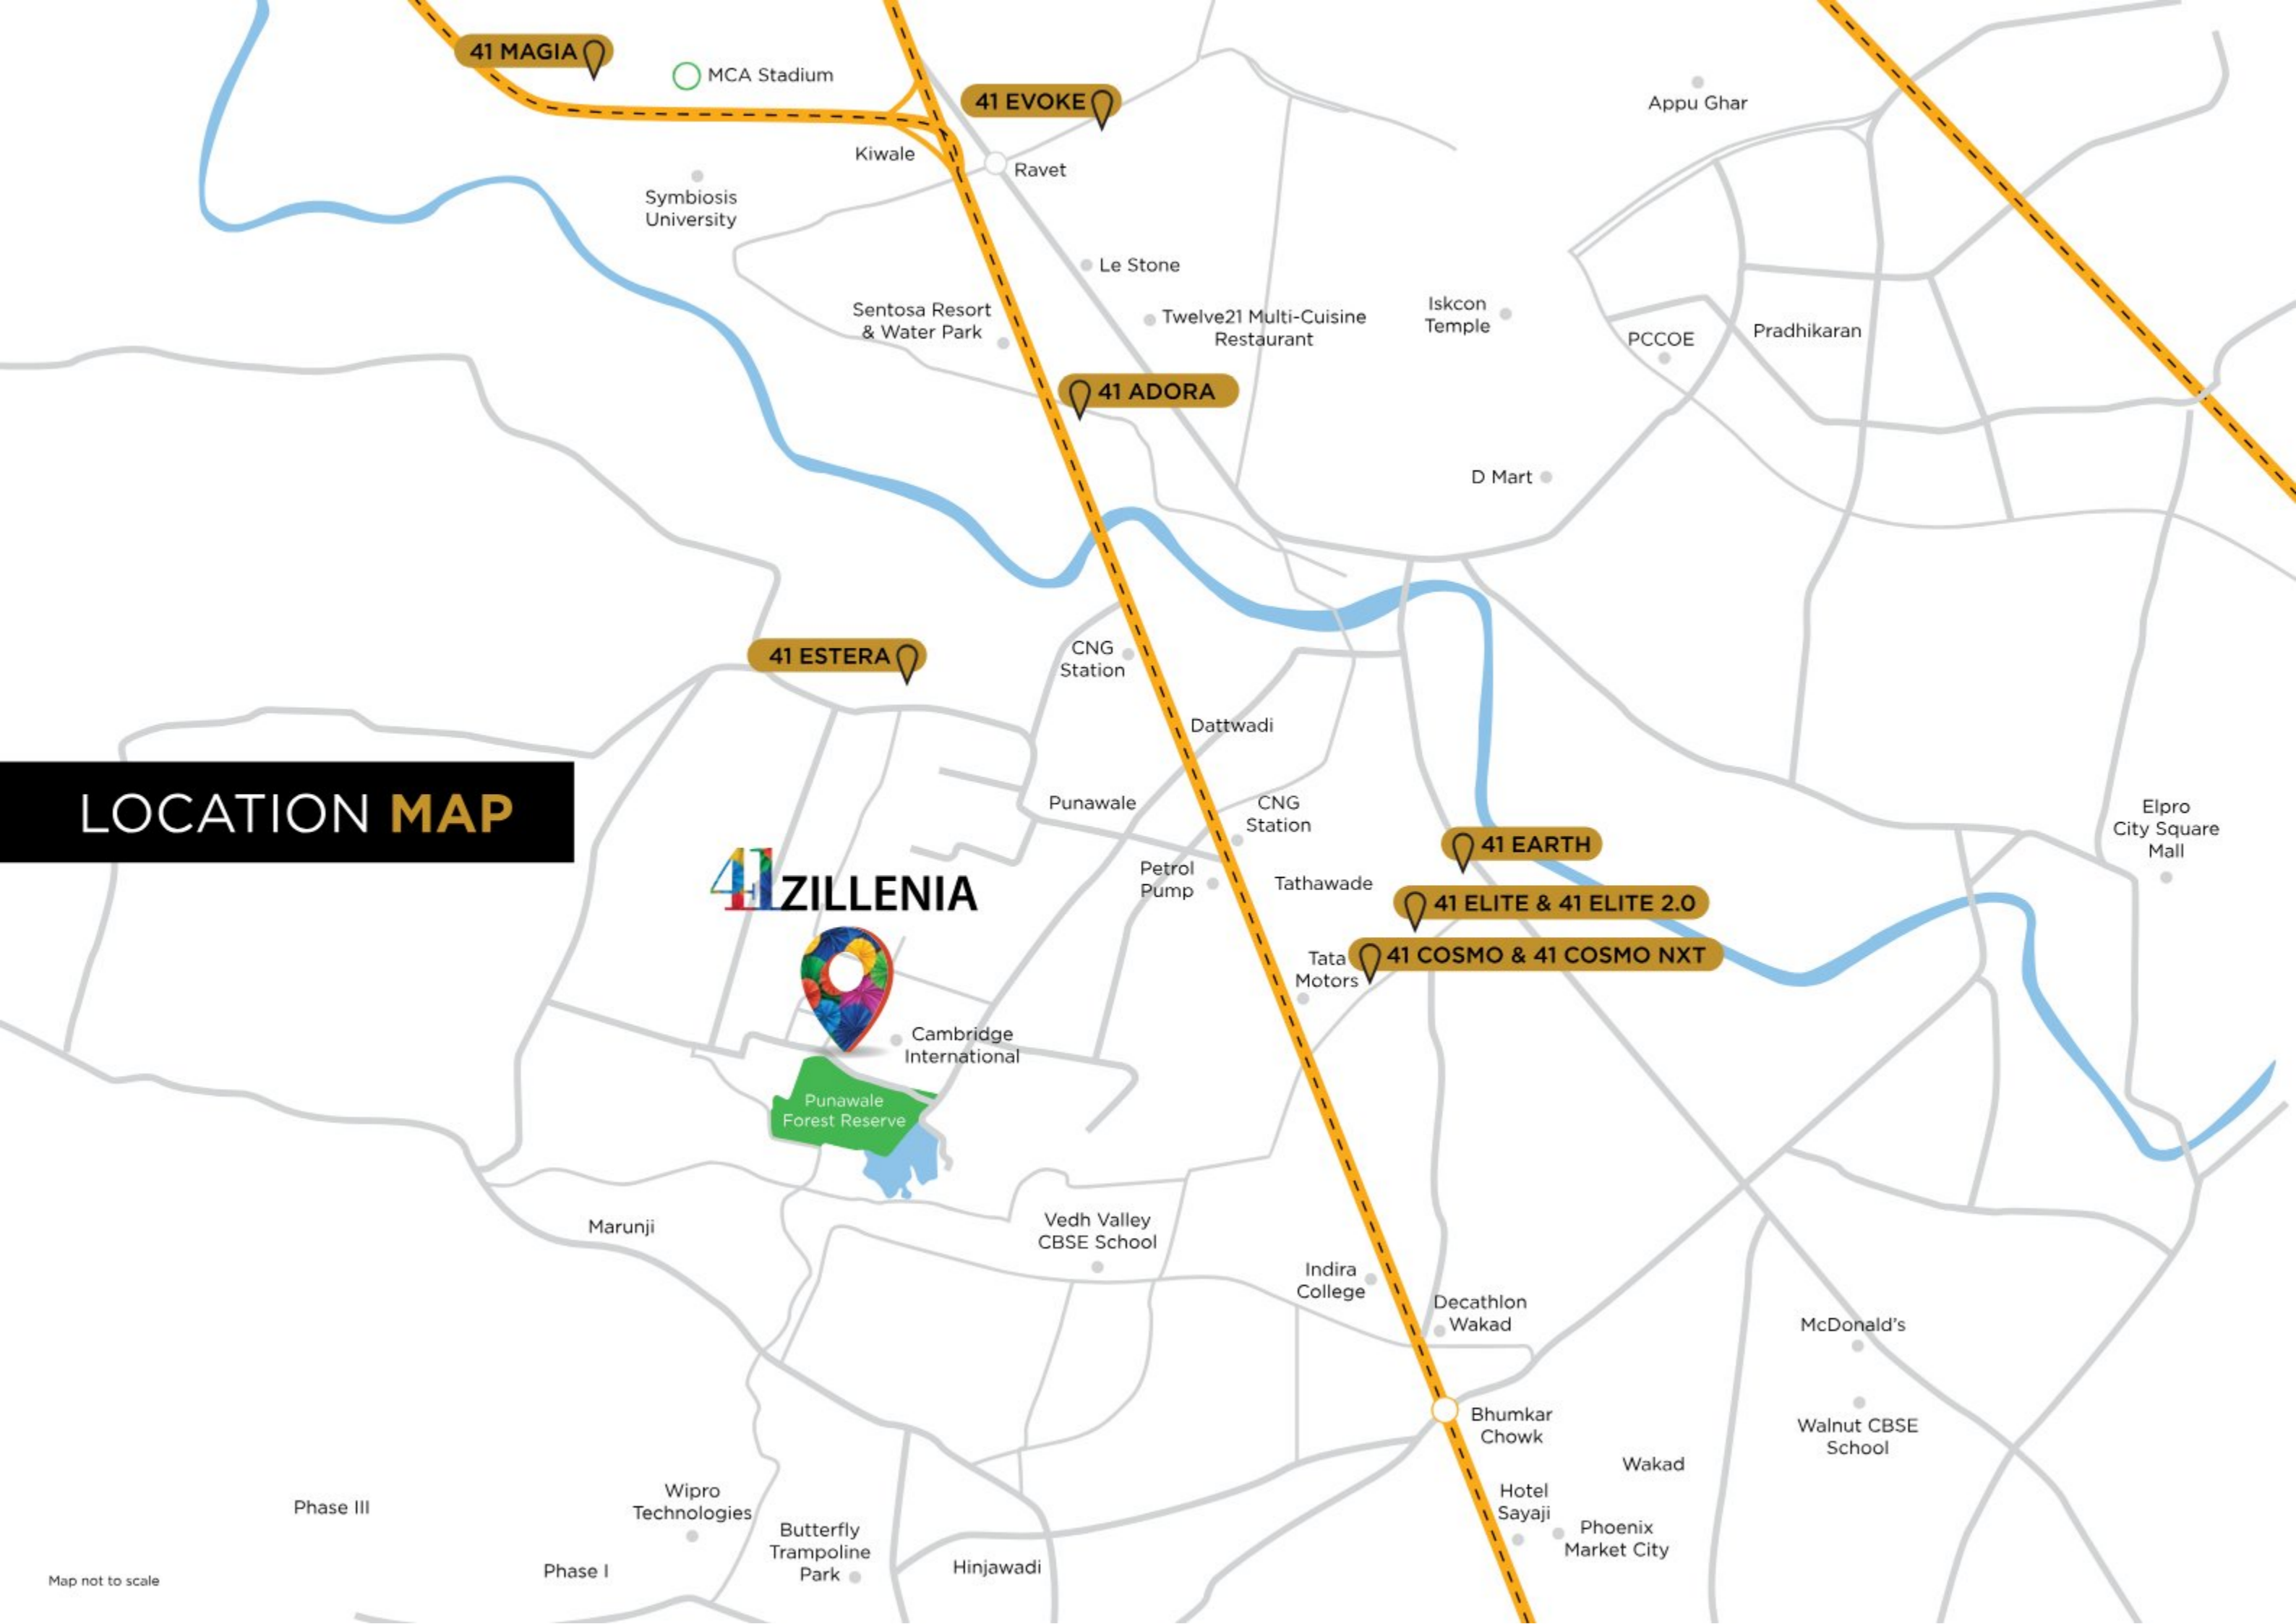 41 MAGIA
MCA Stadium
41 EVOKE
Appu Ghar
Kiwale
Ravet
Symbiosis
University
Le Stone
Sentosa Resort
& Water Park
Twelve21 Multi-Cuisine
Restaurant
Iskcon
Temple
PCCOE
Pradhikaran
41 ADORA
D Mart
41 ESTERA
CNG
Station
Dattwadi
LOCATION MAP
Punawale
CNG
Station
Elpro
City Square
Mall
41 ZILLENIA
Petrol
Pump
Tathawade
41 EARTH
41 ELITE & 41 ELITE 2.0
41 COSMO & 41 COSMO NXT
Tata
Motors
Cambridge
International
Punawale
Forest Reserve
Marunji
Vedh Valley
CBSE School
Indira
College
Decathlon
Wakad
McDonald's
Bhumkar
Chowk
Walnut CBSE
School
Wakad
Phase III
Wipro
Technologies
Hotel
Sayaji
Phoenix
Market City
Butterfly
Trampoline
Park
Phase I
Hinjawadi
Map not to scale